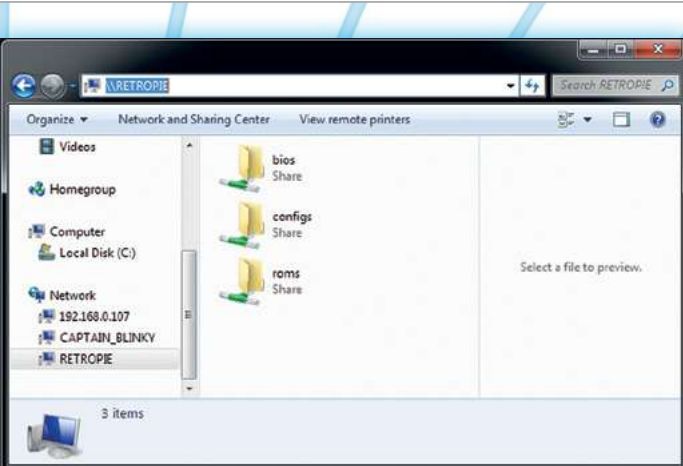 \\RETROPIE
Search RETROPIE
Organize
Network and Sharing Center
View remote printers
Videos
Homegroup
Computer
Local Disk (C:)
Network
192.168.0.107
CAPTAIN_BLINKY
RETROPIE
bios
Share
configs
Share
roms
Share
Select a file to preview.
3 items